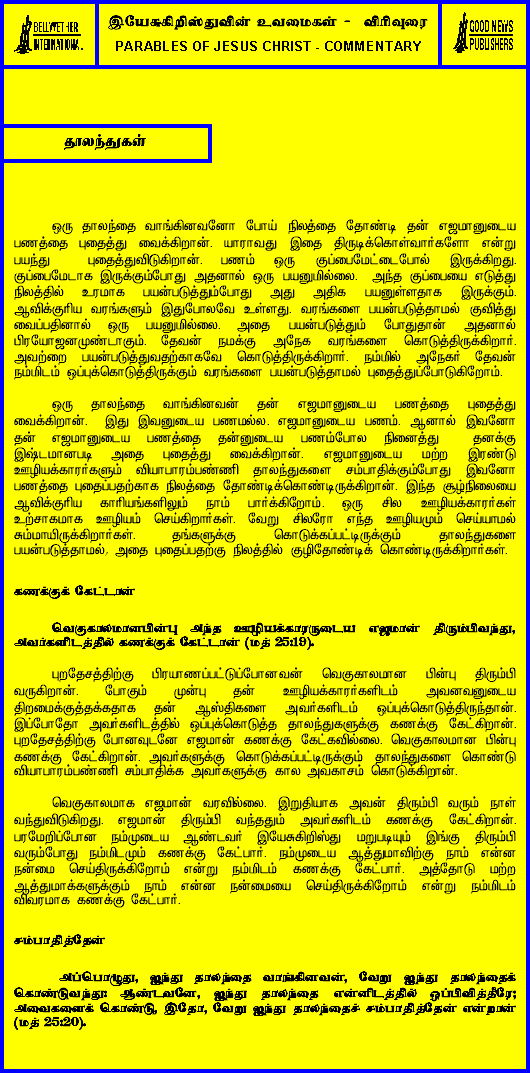 BELLWETHER
INTERNATIONAL
இயேசுகிறிஸ்துவின் உவமைகள் - விரிவுரை
PARABLES OF JESUS CHRIST - COMMENTARY
GOOD NEWS
PUBLISHERS
தாலந்துகள்
ஒரு தாலந்தை வாங்கினவனோ போய் நிலத்தை தோண்டி தன் எஜமானுடைய
பணத்தை புதைத்து வைக்கிறான். யாராவது இதை திருடிக்கொள்வார்களோ என்று
பயந்து புதைத்துவிடுகிறான். பணம் ஒரு குப்பைமேட்டைபோல் இருக்கிறது.
குப்பைமேடாக இருக்கும்போது அதனால் ஒரு பயனுமில்லை. அந்த குப்பையை எடுத்து
நிலத்தில் உரமாக பயன்படுத்தும்போது அது அதிக பயனுள்ளதாக இருக்கும்.
ஆவிக்குரிய வரங்களும் இதுபோலவே உள்ளது. வரங்களை பயன்படுத்தாமல் குவித்து
வைப்பதினால் ஒரு பயனுமில்லை. அதை பயன்படுத்தும் போதுதான் அதனால்
பிரயோஜனமுண்டாகும். தேவன் நமக்கு அநேக வரங்களை கொடுத்திருக்கிறார்.
அவற்றை பயன்படுத்துவதற்காகவே கொடுத்திருக்கிறார். நம்மில் அநேகர் தேவன்
நம்மிடம் ஒப்புக்கொடுத்திருக்கும் வரங்களை பயன்படுத்தாமல் புதைத்துப்போடுகிறோம்.
ஒரு தாலந்தை வாங்கினவன் தன் எஜமானுடைய பணத்தை புதைத்து
வைக்கிறான். இது இவனுடைய பணமல்ல. எஜமானுடைய பணம். ஆனால் இவனோ
தன் எஜமானுடைய பணத்தை தன்னுடைய பணம்போல நினைத்து தனக்கு
இஷ்டமானபடி அதை புதைத்து வைக்கிறான். எஜமானுடைய மற்ற இரண்டு
ஊழியக்காரர்களும் வியாபாரம்பண்ணி தாலந்துகளை சம்பாதிக்கும்போது இவனோ
பணத்தை புதைப்பதற்காக நிலத்தை தோண்டிக்கொண்டிருக்கிறான். இந்த சூழ்நிலையை
ஆவிக்குரிய காரியங்களிலும் நாம் பார்க்கிறோம். ஒரு சில ஊழியக்காரர்கள்
உற்சாகமாக ஊழியம் செய்கிறார்கள். வேறு சிலரோ எந்த ஊழியமும் செய்யாமல்
சும்மாயிருக்கிறார்கள். தங்களுக்கு கொடுக்கப்பட்டிருக்கும் தாலந்துகளை
பயன்படுத்தாமல், அதை புதைப்பதற்கு நிலத்தில் குழிதோண்டிக் கொண்டிருக்கிறார்கள்.
கணக்குக் கேட்டான்
வெகுகாலமானபின்பு அந்த ஊழியக்காரருடைய எஜமான் திரும்பிவந்து,
அவர்களிடத்தில் கணக்குக் கேட்டான் (மத் 25:19).
புறதேசத்திற்கு பிரயாணப்பட்டுப்போனவன் வெகுகாலமான பின்பு திரும்பி
வருகிறான். போகும் முன்பு தன் ஊழியக்காரர்களிடம் அவனவனுடைய
திறமைக்குத்தக்கதாக தன் ஆஸ்திகளை அவர்களிடம் ஒப்புக்கொடுத்திருந்தான்.
இப்போதோ அவர்களிடத்தில் ஒப்புக்கொடுத்த தாலந்துகளுக்கு கணக்கு கேட்கிறான்.
புறதேசத்திற்கு போனவுடனே எஜமான் கணக்கு கேட்கவில்லை. வெகுகாலமான பின்பு
கணக்கு கேட்கிறான். அவர்களுக்கு கொடுக்கப்பட்டிருக்கும் தாலந்துகளை கொண்டு
வியாபாரம்பண்ணி சம்பாதிக்க அவர்களுக்கு கால அவகாசம் கொடுக்கிறான்.
வெகுகாலமாக எஜமான் வரவில்லை. இறுதியாக அவன் திரும்பி வரும் நாள்
வந்துவிடுகிறது. எஜமான் திரும்பி வந்ததும் அவர்களிடம் கணக்கு கேட்கிறான்.
பரமேறிப்போன நம்முடைய ஆண்டவர் இயேசுகிறிஸ்து மறுபடியும் இங்கு திரும்பி
வரும்போது நம்மிடமும் கணக்கு கேட்பார். நம்முடைய ஆத்துமாவிற்கு நாம் என்ன
நன்மை செய்திருக்கிறோம் என்று நம்மிடம் கணக்கு கேட்பார். அத்தோடு மற்ற
ஆத்துமாக்களுக்கும் நாம் என்ன நன்மையை செய்திருக்கிறோம் என்று நம்மிடம்
விவரமாக கணக்கு கேட்பார்.
சம்பாதித்தேன்
அப்பொழுது, ஐந்து தாலந்தை வாங்கினவன், வேறு ஐந்து தாலந்தைக்
கொண்டுவந்து: ஆண்டவனே, ஐந்து தாலந்தை என்னிடத்தில் ஒப்பிவித்தீரே;
அவைகளைக் கொண்டு, இதோ, வேறு ஐந்து தாலந்தைச் சம்பாதித்தேன் என்றான்
(மத் 25:20).